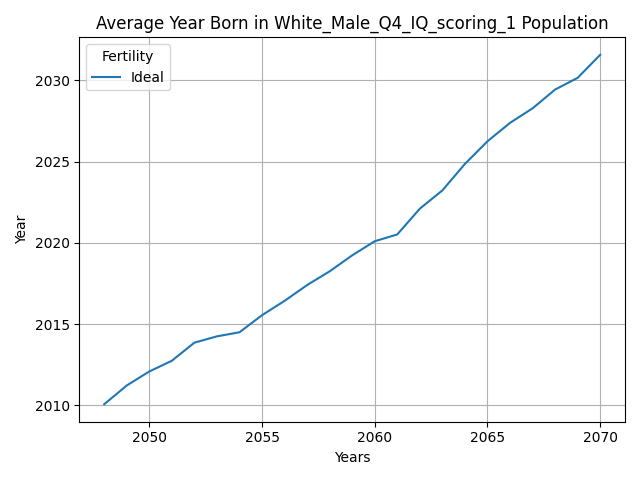 Average Year Born in White_Male_Q4_IQ_scoring_1 Population
Fertility
Ideal
Year
2030
2025
2020
2015
2010
2050 2055 2060 2065 2070
Years